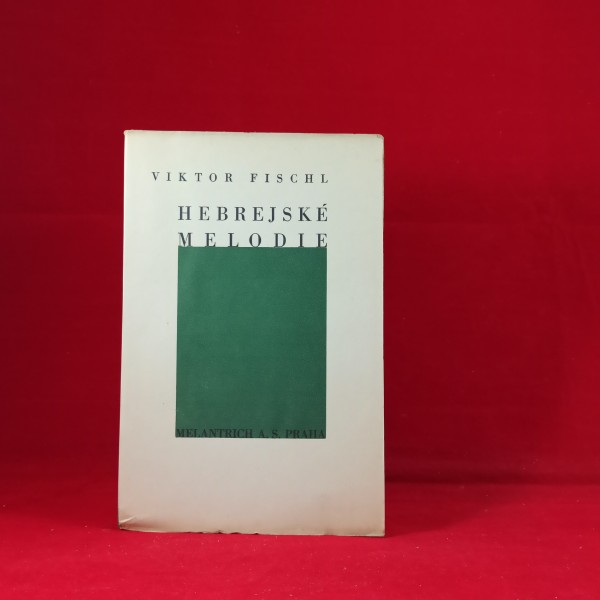 VIKTOR FISCHL
HEBREJSKÉ
MELODIE
MELANTRICH A. S. PRAHA